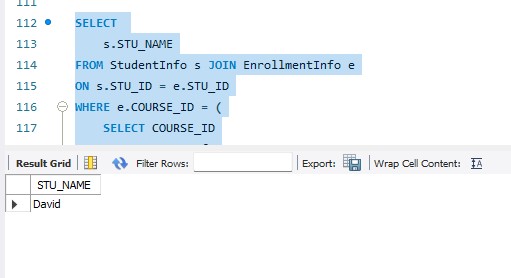 111
112 SELECT
113 s.STU_NAME
114 FROM StudentInfo s JOIN EnrollmentInfo e
115 ON s.STU_ID = e.STU_ID
116 WHERE e.COURSE_ID = (
117 SELECT COURSE_ID
Result Grid Filter Rows: Export: Wrap Cell Content: IA
STU_NAME
David